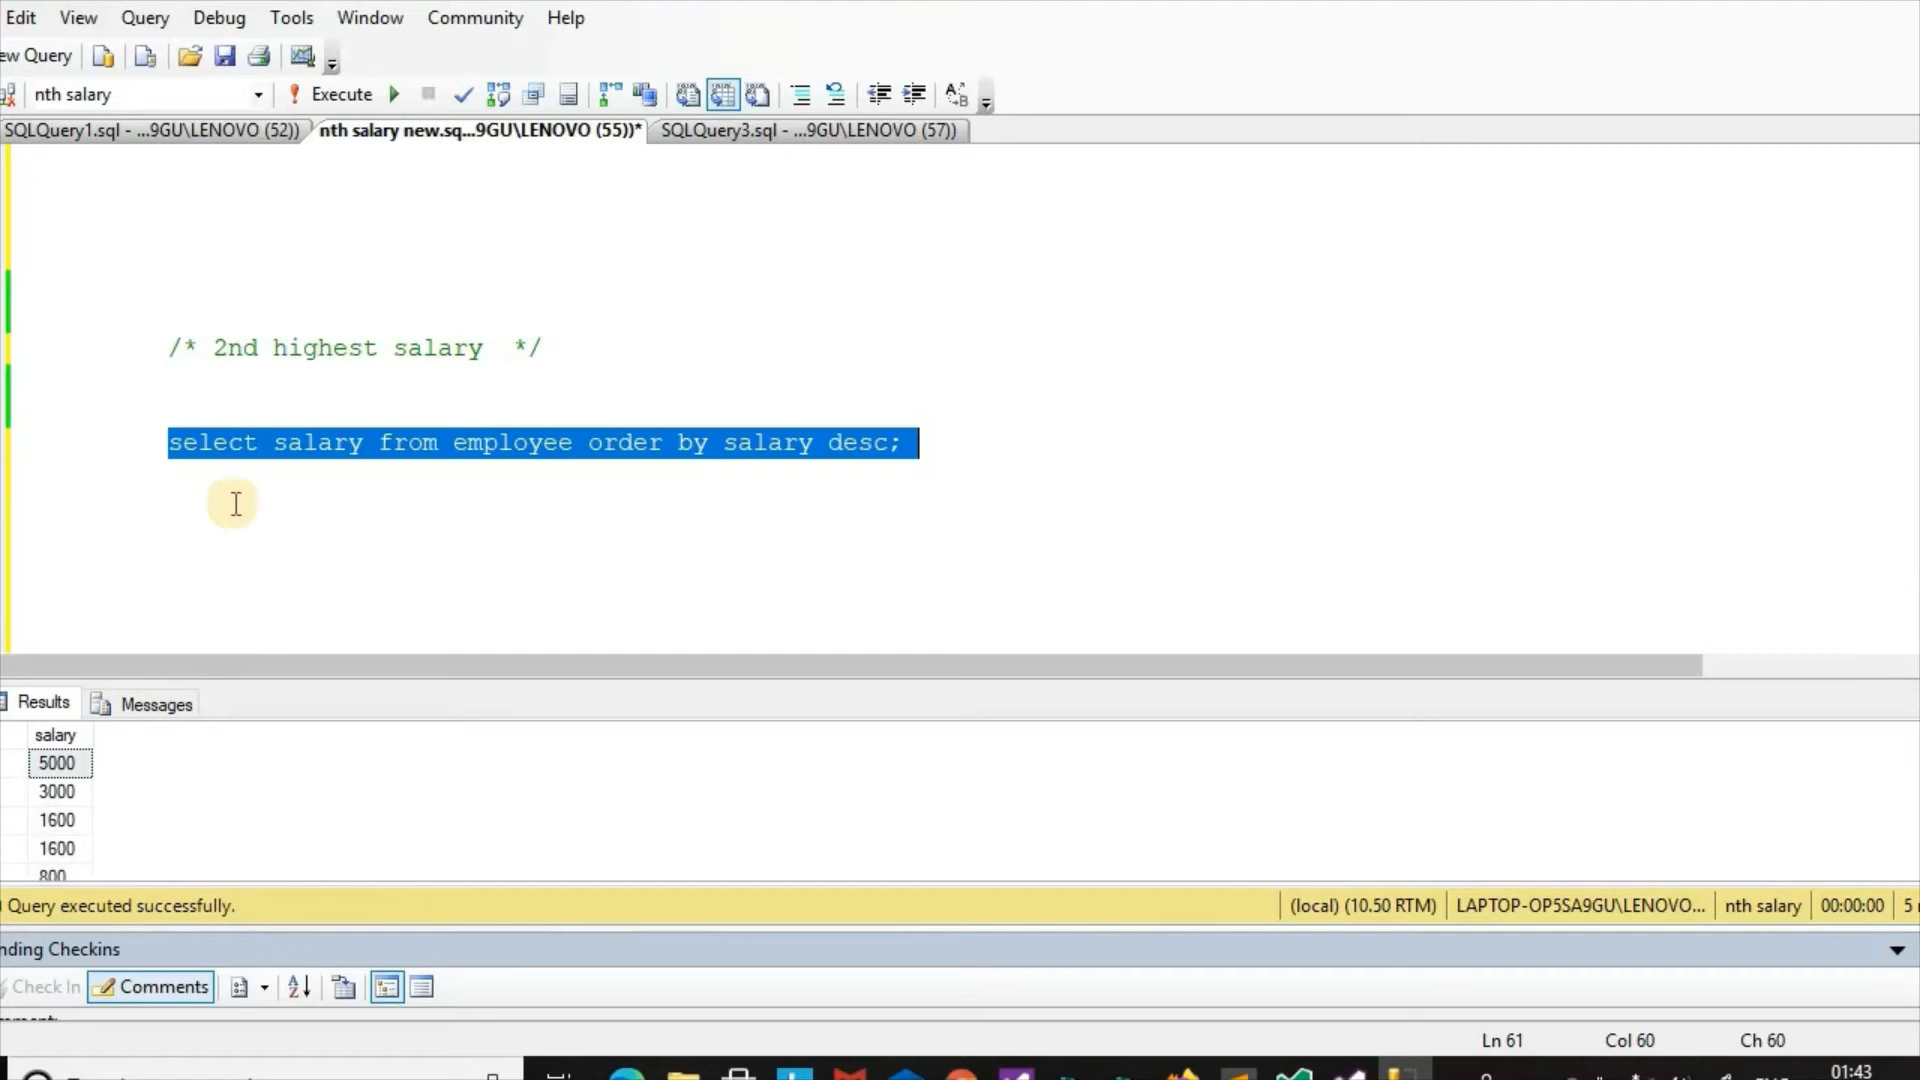 Edit View Query Debug Tools Window Community Help
ew Query
nth salary Execute
SQLQuery1.sql - ...9GU\LENOVO (52)) nth salary new.sq...9GU\LENOVO (55))* SQLQuery3.sql - ...9GU\LENOVO (57))
/* 2nd highest salary */
select salary from employee order by salary desc;
Results Messages
salary
5000
3000
1600
1600
800
Query executed successfully. (local) (10.50 RTM) LAPTOP-OP5SA9GU\LENOVO... nth salary 00:00:00 5
nding Checkins
Check In Comments
Ln 61 Col 60 Ch 60
01:43